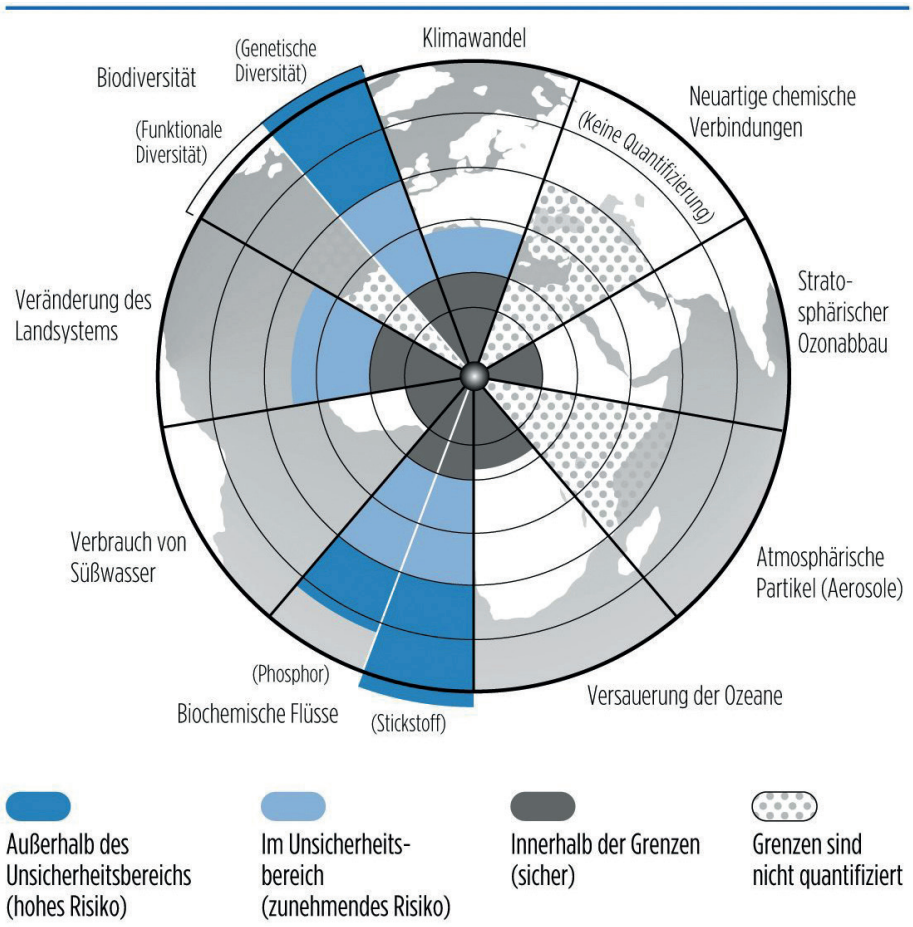 Klimawandel
(Genetische
Diversität)
Biodiversität
(Funktionale
Diversität)
Neuartige chemische
Verbindungen
(Keine Quantifizierung)
Strato-
sphärischer
Ozonabbau
Veränderung des
Landsystems
Verbrauch von
Süßwasser
Atmosphärische
Partikel (Aerosole)
(Phosphor)
Biochemische Flüsse
(Stickstoff)
Versauerung der Ozeane
Außerhalb des
Unsicherheitsbereichs
(hohes Risiko)
Im Unsicherheits-
bereich
(zunehmendes Risiko)
Innerhalb der Grenzen
(sicher)
Grenzen sind
nicht quantifiziert